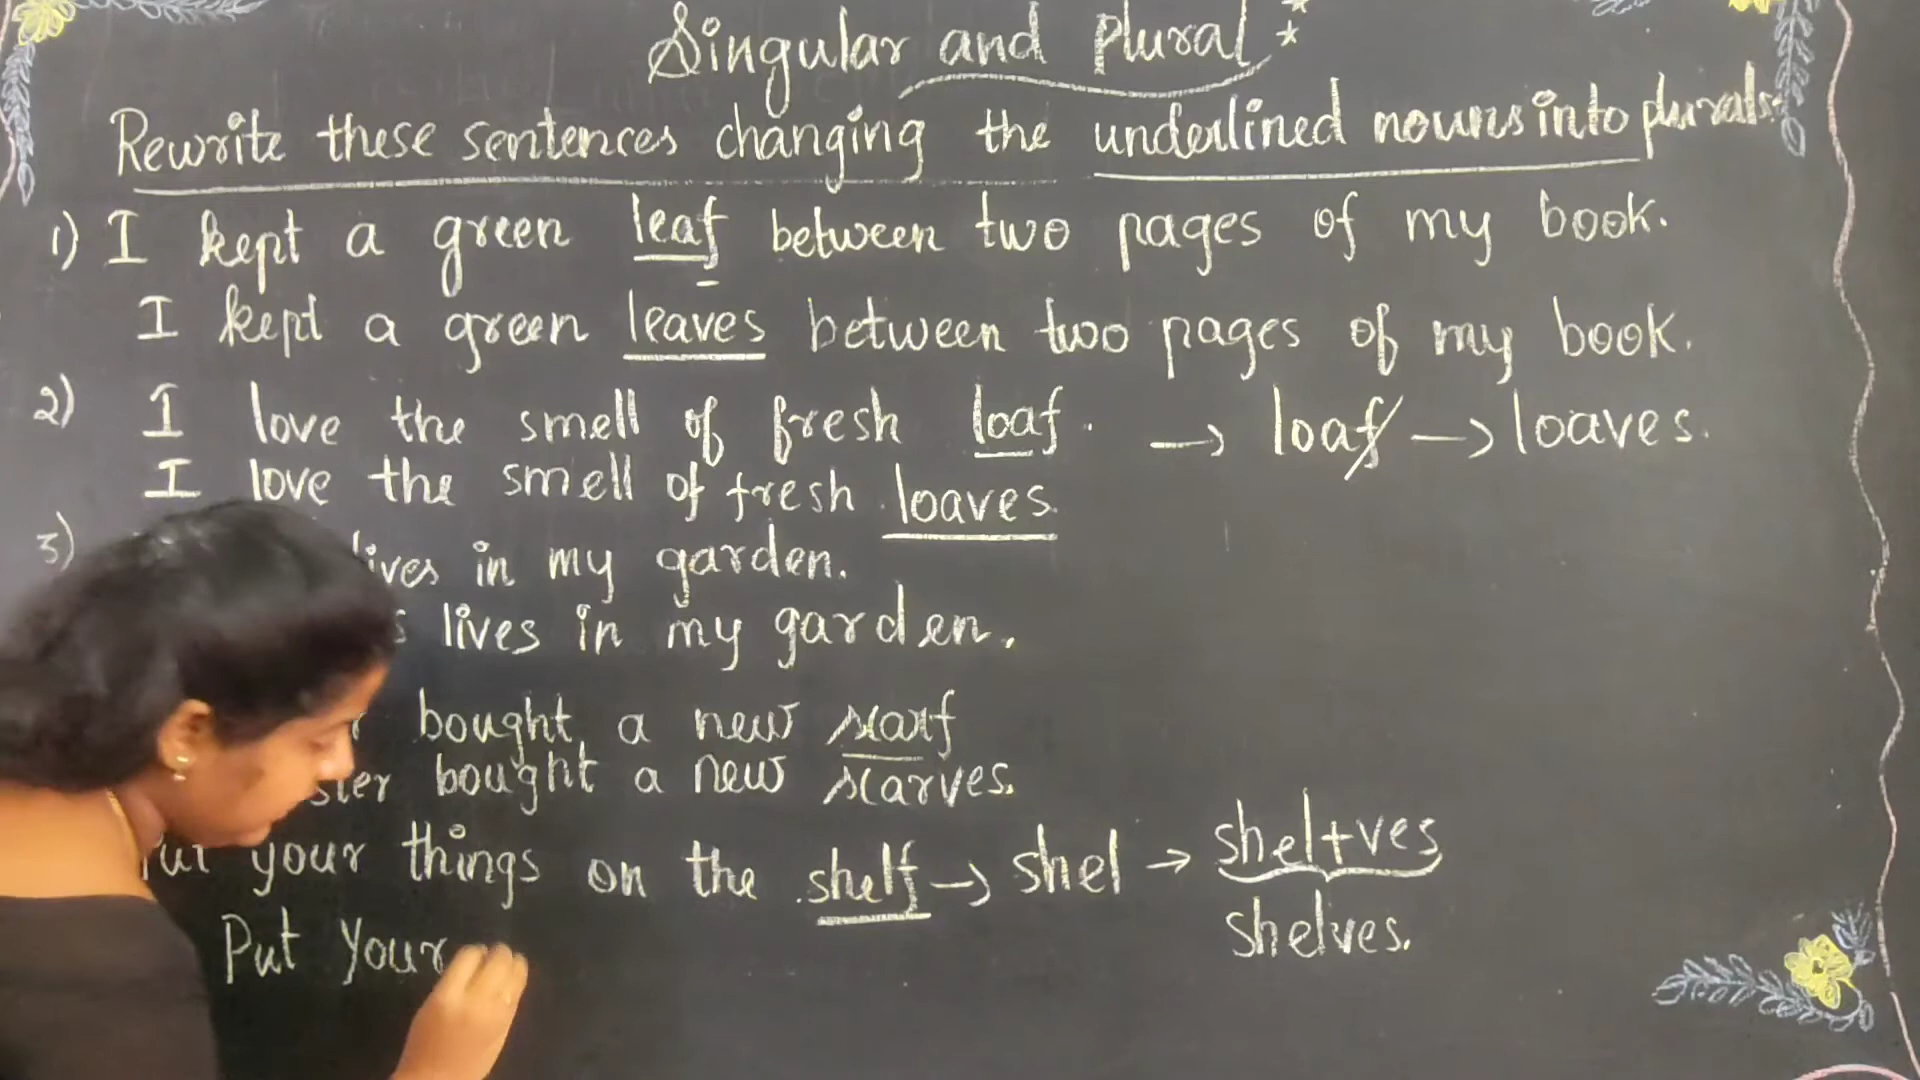 Singular and Plural
Rewrite these sentences changing the underlined nouns into plurals.
1) I kept a green leaf between two pages of my book.
I kept a green leaves between two pages of my book.
2) I love the smell of fresh loaf. → loaf → loaves.
I love the smell of fresh loaves.
3) lives in my garden.
lives in my garden.
bought a new scarf
bought a new scarves.
Put your things on the shelf → shel → shel+ves
shelves.
Put Your